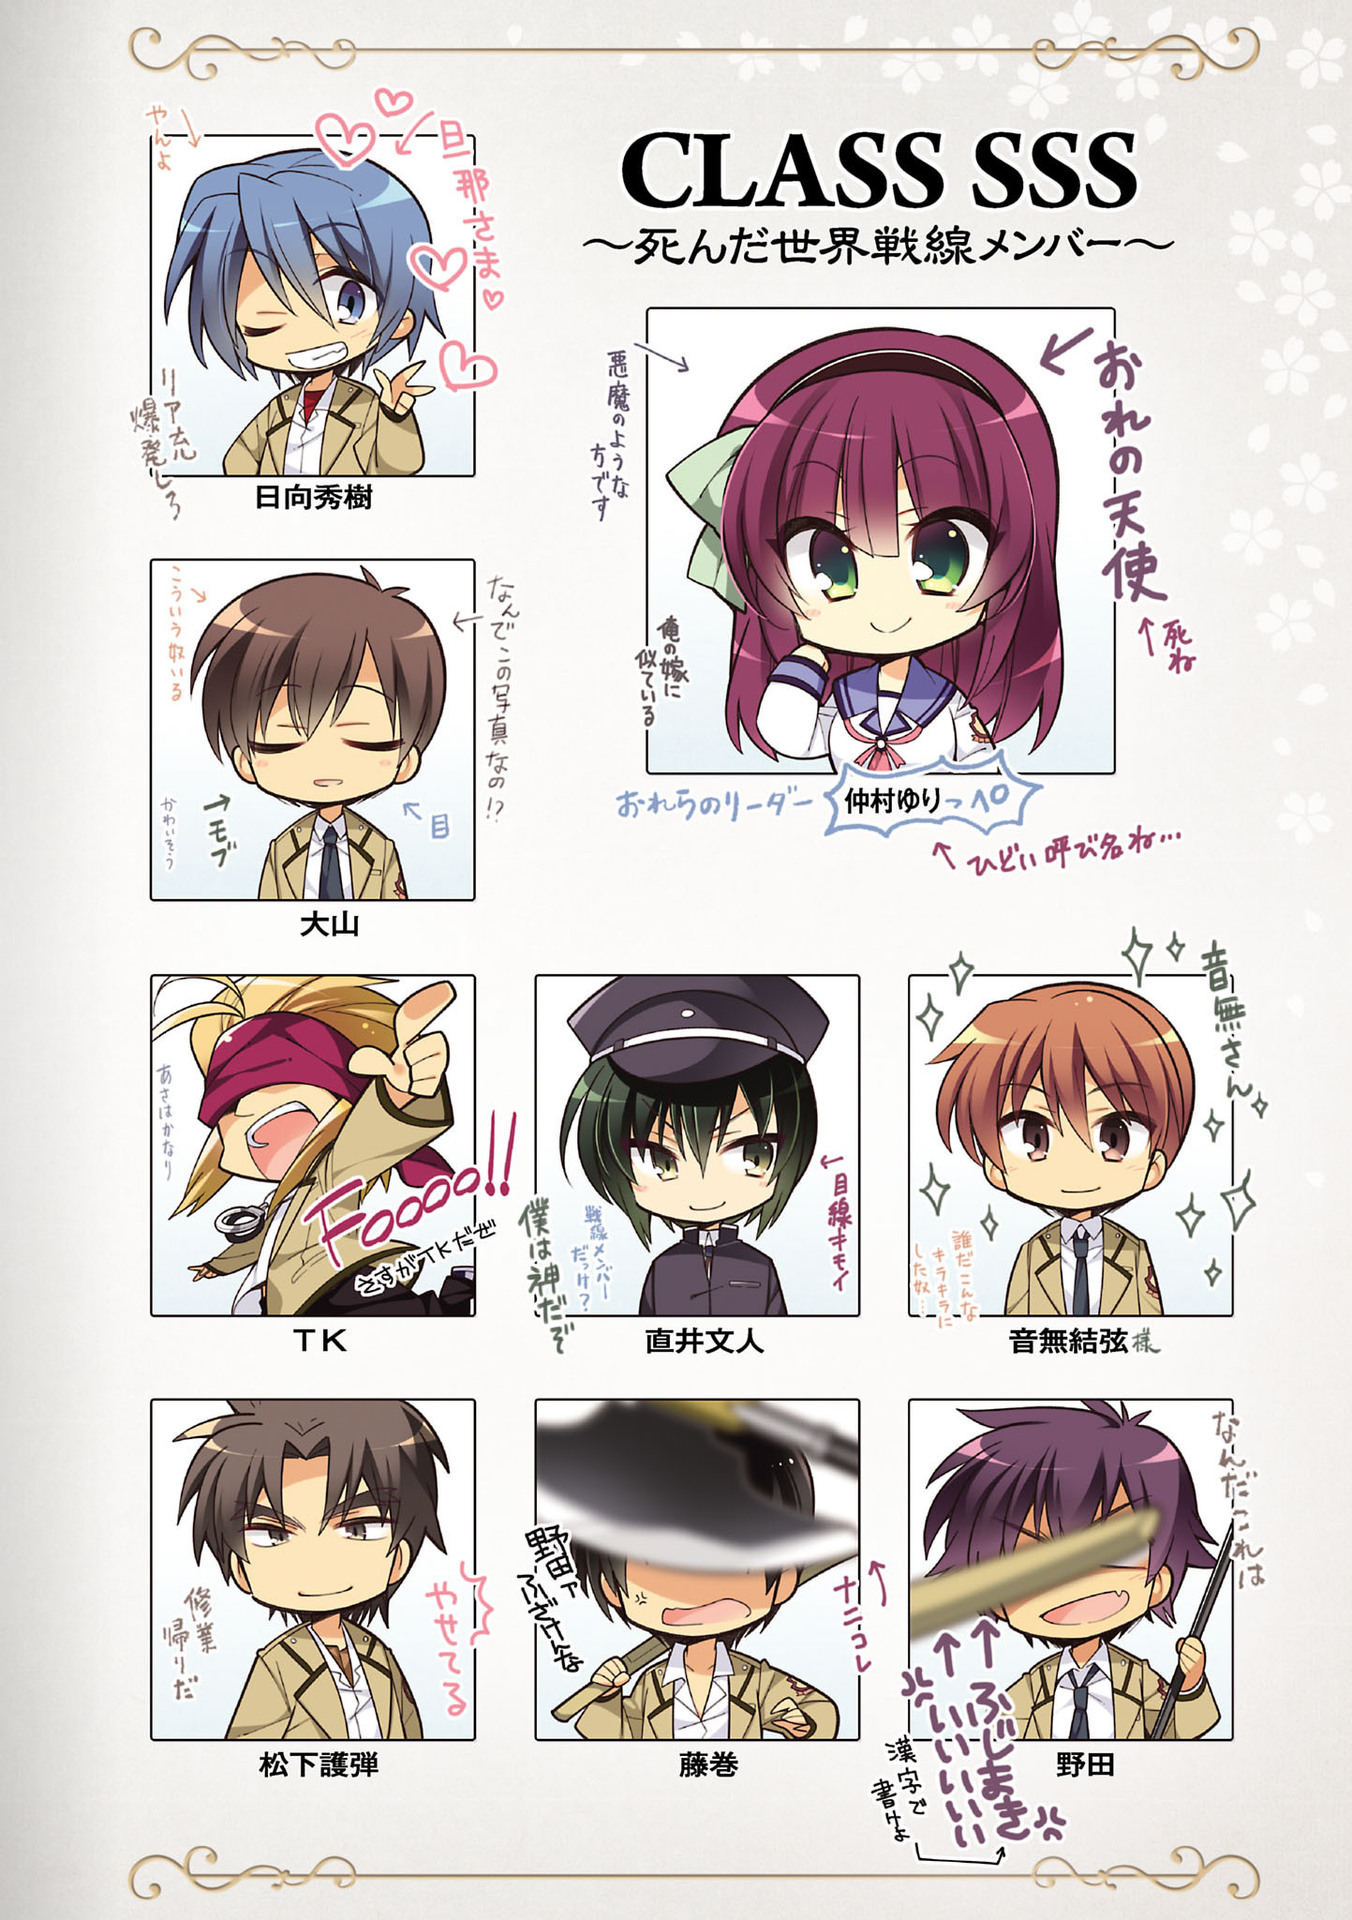 CLASS SSS
～死んだ世界戦線メンバー～
やんよ
旦那さま
リア充
爆発しろ
日向秀樹
悪魔のような
方です
おれの天使
死ね
俺の嫁に
似ている
おれらのリーダー
仲村ゆりっぺ
ひどい呼び名ね…
こういう奴いる
なんでこの写真なの!?
かわいそう
モブ
目
大山
あさはかなり
Foooo!!
さすがTKだぜ
TK
僕は神だぞ
戦線メンバー
だっけ?
目線キモイ
直井文人
音無さん
誰だこんな
キラキラに
した奴…
音無結弦様
修業
帰りだ
やせてる
松下護弾
野田ァ
ふざけんな
ナニコレ
藤巻
なんだこれは
ふじまき
いいいいい
漢字で
書けよ
野田